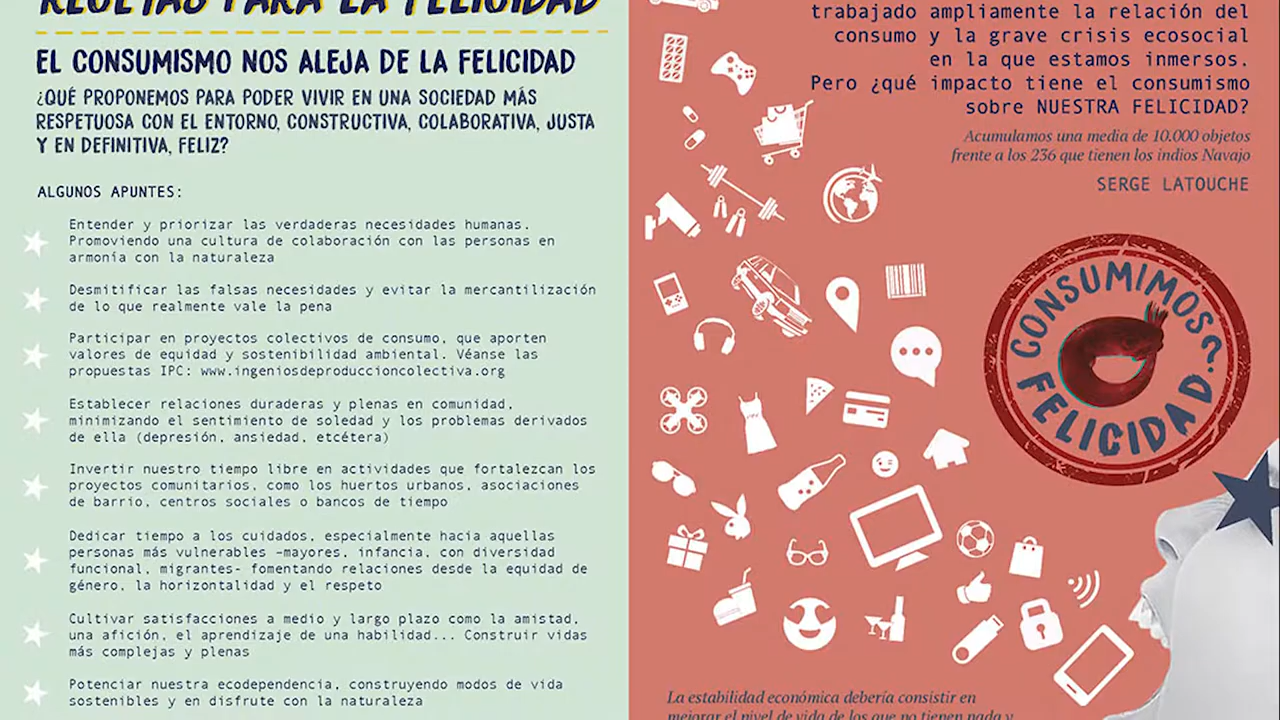 RECETAS PARA LA FELICIDAD
EL CONSUMISMO NOS ALEJA DE LA FELICIDAD
¿QUÉ PROPONEMOS PARA PODER VIVIR EN UNA SOCIEDAD MÁS
RESPETUOSA CON EL ENTORNO, CONSTRUCTIVA, COLABORATIVA, JUSTA
Y EN DEFINITIVA, FELIZ?
ALGUNOS APUNTES:
Entender y priorizar las verdaderas necesidades humanas.
Promoviendo una cultura de colaboración con las personas en
armonía con la naturaleza
Desmitificar las falsas necesidades y evitar la mercantilización
de lo que realmente vale la pena
Participar en proyectos colectivos de consumo, que aporten
valores de equidad y sostenibilidad ambiental. Véanse las
propuestas IPC: www.ingeniosdeproduccioncolectiva.org
Establecer relaciones duraderas y plenas en comunidad,
minimizando el sentimiento de soledad y los problemas derivados
de ella (depresión, ansiedad, etcétera)
Invertir nuestro tiempo libre en actividades que fortalezcan los
proyectos comunitarios, como los huertos urbanos, asociaciones
de barrio, centros sociales o bancos de tiempo
Dedicar tiempo a los cuidados, especialmente hacia aquellas
personas más vulnerables –mayores, infancia, con diversidad
funcional, migrantes- fomentando relaciones desde la equidad de
género, la horizontalidad y el respeto
Cultivar satisfacciones a medio y largo plazo como la amistad,
una afición, el aprendizaje de una habilidad... Construir vidas
más complejas y plenas
Potenciar nuestra ecodependencia, construyendo modos de vida
sostenibles y en disfrute con la naturaleza
trabajado ampliamente la relación del
consumo y la grave crisis ecosocial
en la que estamos inmersos.
Pero ¿qué impacto tiene el consumismo
sobre NUESTRA FELICIDAD?
Acumulamos una media de 10.000 objetos
frente a los 236 que tienen los indios Navajo
SERGE LATOUCHE
CONSUMIMOS?
FELICIDAD.
La estabilidad económica debería consistir en
mejorar el nivel de vida de los que no tienen nada y